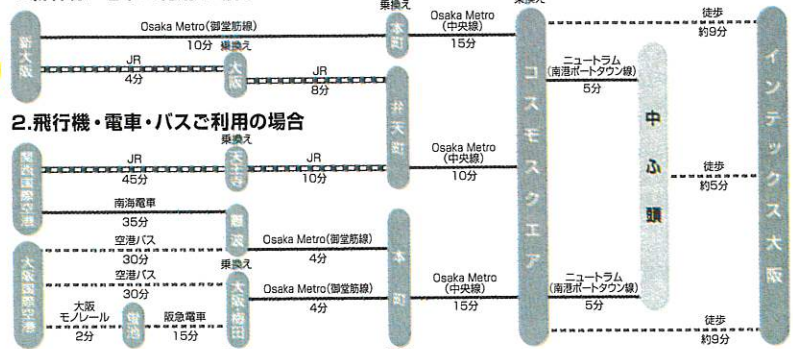 乗換え
乗換え
Osaka Metro(御堂筋線)
10分
乗換え
新大阪
JR
4分
大阪
JR
8分
本町
弁天町
Osaka Metro
(中央線)
15分
コスモスクエア
徒歩
約9分
ニュートラム
(南港ポートタウン線)
5分
中ふ頭
インテックス大阪
2.飛行機・電車・バスご利用の場合
乗換え
関西国際空港
JR
45分
天王寺
JR
10分
Osaka Metro
(中央線)
10分
徒歩
約5分
南海電車
35分
難波
空港バス
30分
Osaka Metro(御堂筋線)
4分
乗換え
大阪国際空港
空港バス
30分
大阪梅田
Osaka Metro(御堂筋線)
4分
本町
Osaka Metro
(中央線)
15分
ニュートラム
(南港ポートタウン線)
5分
大阪
モノレール
2分
蛍池
阪急電車
15分
徒歩
約9分